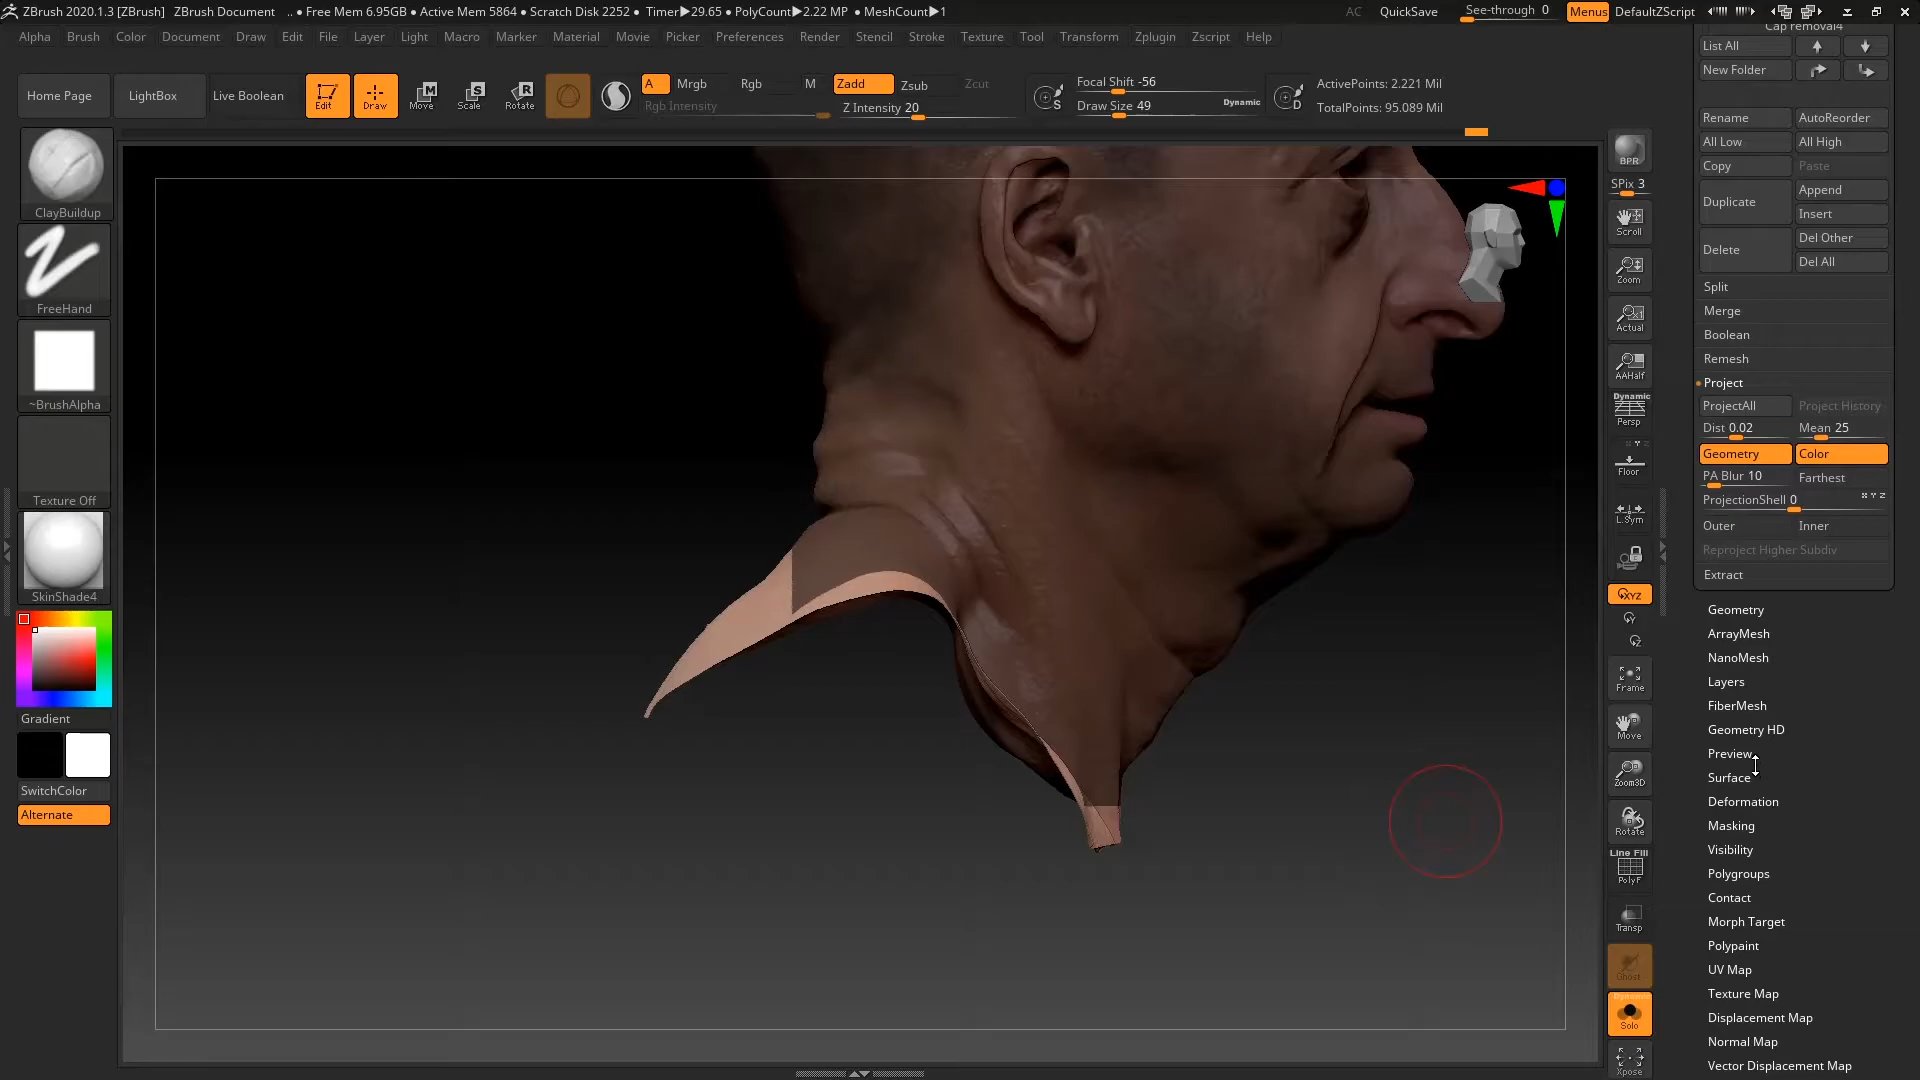 ZBrush 2020.1.3 [ZBrush] ZBrush Document .. • Free Mem 6.95GB • Active Mem 5864 • Scratch Disk 2252 • Timer▶29.65 • PolyCount▶2.22 MP • MeshCount▶1 AC QuickSave See-through 0 Menus DefaultZScript
Alpha Brush Color Document Draw Edit File Layer Light Macro Marker Material Movie Picker Preferences Render Stencil Stroke Texture Tool Transform Zplugin Zscript Help
Home Page LightBox Live Boolean Edit Draw Move Scale Rotate
A Mrgb Rgb M Zadd Zsub Zcut
Rgb Intensity Z Intensity 20
Focal Shift -56
Draw Size 49 Dynamic
ActivePoints: 2.221 Mil
TotalPoints: 95.089 Mil
ClayBuildup
FreeHand
~BrushAlpha
Texture Off
SkinShade4
Gradient
SwitchColor
Alternate
BPR
SPix 3
Scroll
Zoom
Actual
AAHalf
Dynamic
Persp
Floor
L.Sym
XYZ
Y
Z
Frame
Move
Zoom3D
Rotate
Line Fill
PolyF
Transp
Ghost
Dynamic
Solo
Xpose
Cap removal4
List All
New Folder
Rename AutoReorder
All Low All High
Copy Paste
Duplicate Append
Insert
Delete Del Other
Del All
Split
Merge
Boolean
Remesh
Project
ProjectAll Project History
Dist 0.02 Mean 25
Geometry Color
PA Blur 10 Farthest
ProjectionShell 0 X Y Z
Outer Inner
Reproject Higher Subdiv
Extract
Geometry
ArrayMesh
NanoMesh
Layers
FiberMesh
Geometry HD
Preview
Surface
Deformation
Masking
Visibility
Polygroups
Contact
Morph Target
Polypaint
UV Map
Texture Map
Displacement Map
Normal Map
Vector Displacement Map